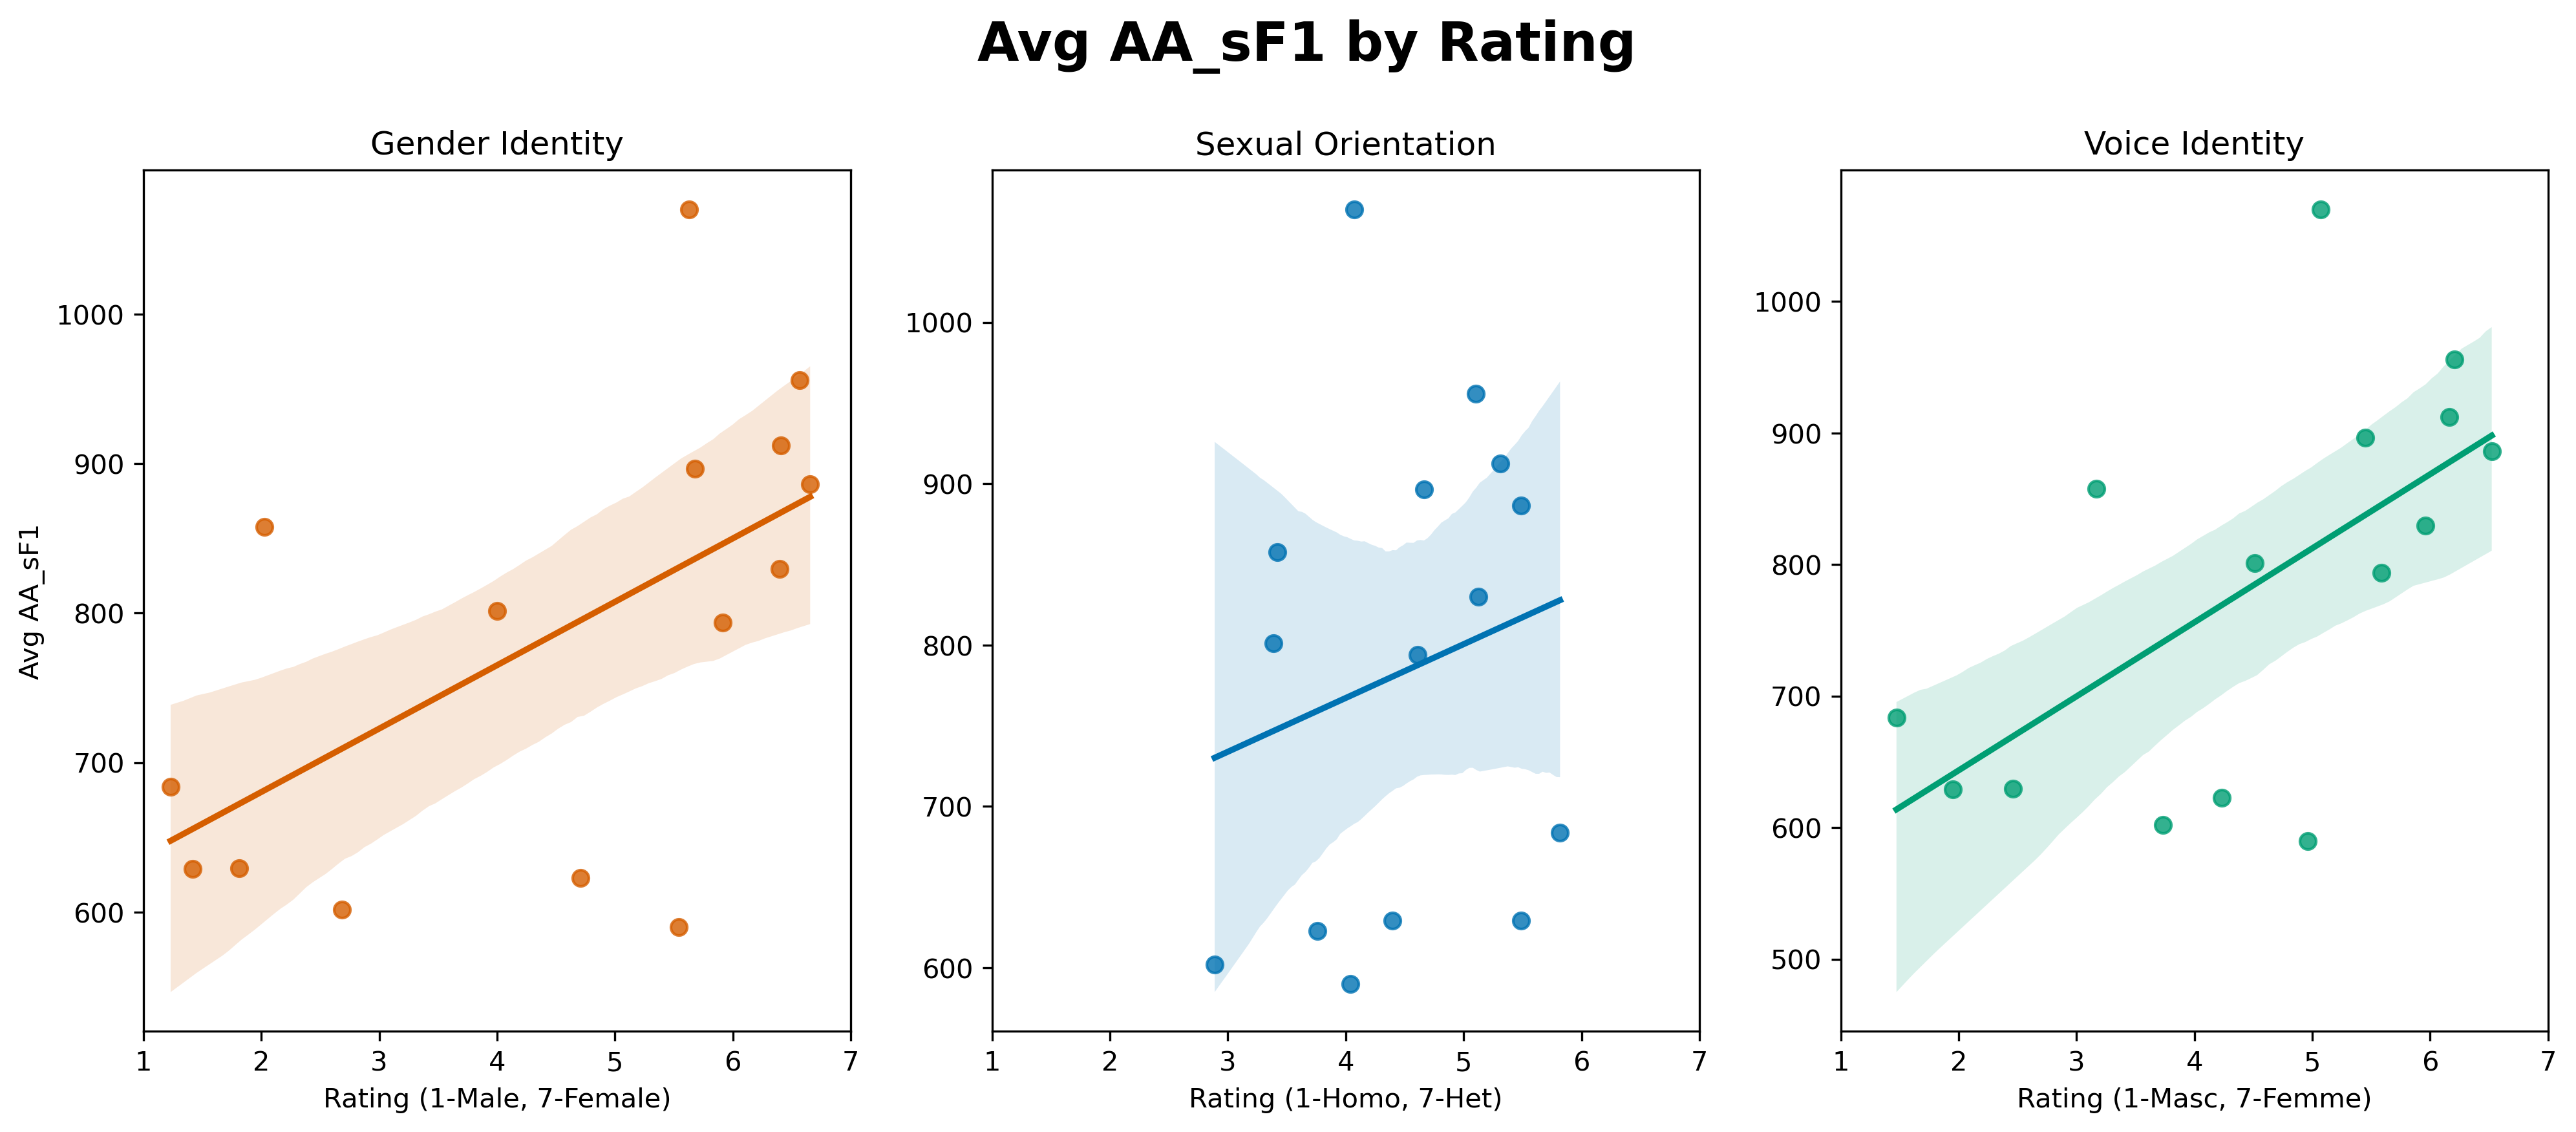 Avg AA_sF1 by Rating
Gender Identity
Sexual Orientation
Voice Identity
Avg AA_sF1
1000
900
800
700
600
1 2 3 4 5 6 7
Rating (1-Male, 7-Female)
1000
900
800
700
600
1 2 3 4 5 6 7
Rating (1-Homo, 7-Het)
1000
900
800
700
600
500
1 2 3 4 5 6 7
Rating (1-Masc, 7-Femme)